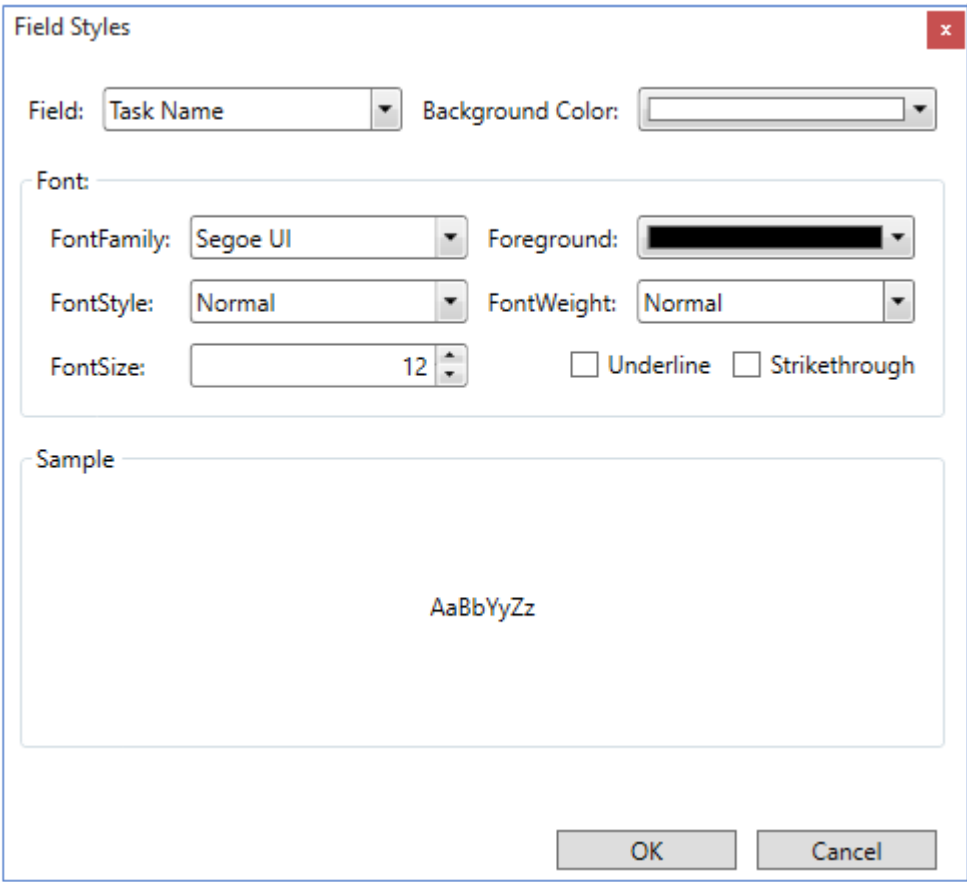 Field Styles x
Field: Task Name Background Color:
Font:
FontFamily: Segoe UI Foreground:
FontStyle: Normal FontWeight: Normal
FontSize: 12 Underline Strikethrough
Sample
AaBbYyZz
OK Cancel